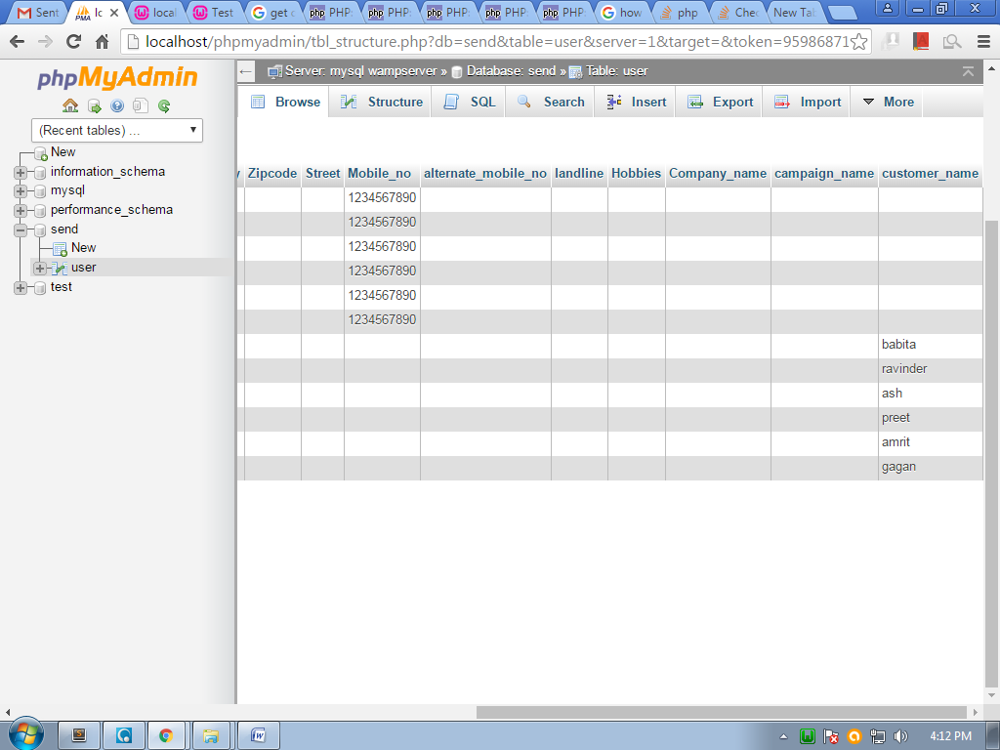 Sent
lc
local
Test
get c
PHP:
PHP:
PHP:
PHP:
PHP:
how
php
Chec
New Tab
localhost/phpmyadmin/tbl_structure.php?db=send&table=user&server=1&target=&token=95986871
phpMyAdmin
(Recent tables) ...
New
information_schema
mysql
performance_schema
send
New
user
test
Server: mysql wampserver » Database: send » Table: user
Browse Structure SQL Search Insert Export Import More
y Zipcode Street Mobile_no alternate_mobile_no landline Hobbies Company_name campaign_name customer_name
1234567890
1234567890
1234567890
1234567890
1234567890
1234567890
babita
ravinder
ash
preet
amrit
gagan
4:12 PM